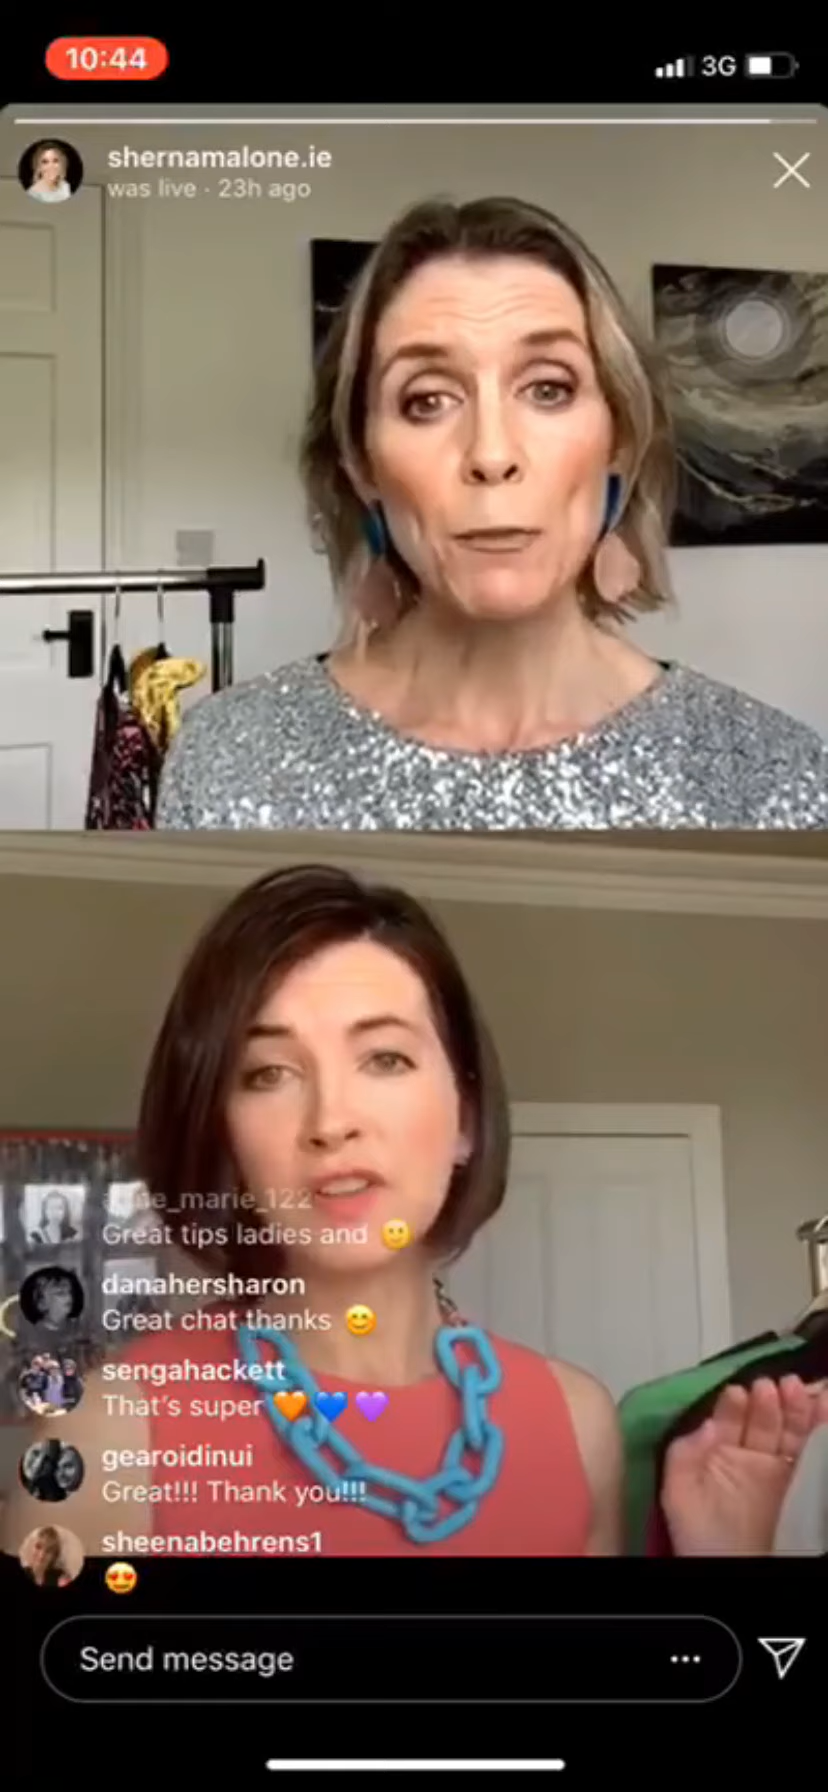 10:44
3G
shernamalone.ie
was live · 23h ago
Great tips ladies and 🙂
danahersharon
Great chat thanks 😊
sengahackett
That's super 🧡💙💜
gearoidinui
Great!!! Thank you!!!
sheenabehrens1
😍
Send message